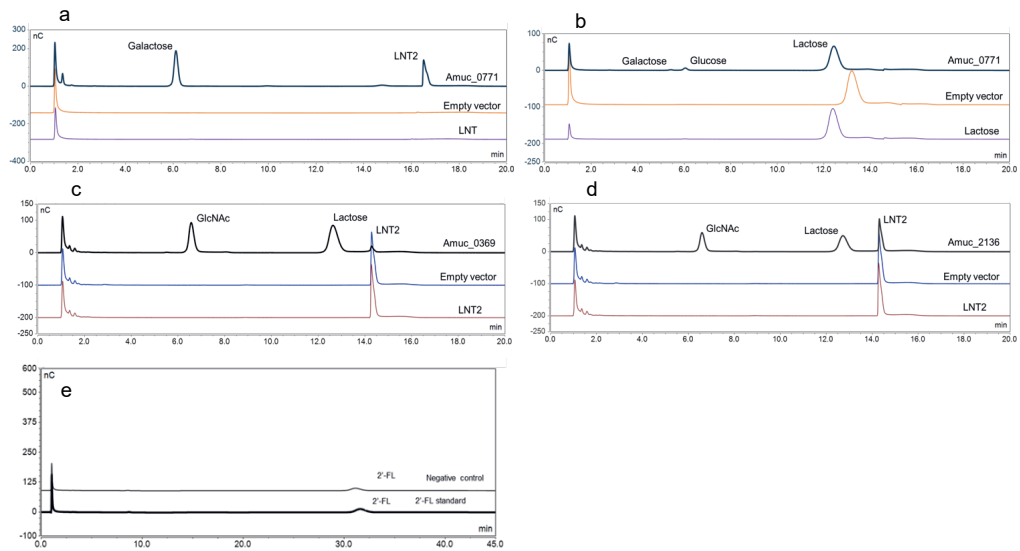 a
nC
300
200
0
-200
-400
Galactose
LNT2
Amuc_0771
Empty vector
LNT
min
0.0 2.0 4.0 6.0 8.0 10.0 12.0 14.0 16.0 18.0 20.0
b
nC
100
0
-100
-200
-250
Galactose
Glucose
Lactose
Amuc_0771
Empty vector
Lactose
min
0.0 2.0 4.0 6.0 8.0 10.0 12.0 14.0 16.0 18.0 20.0
c
nC
150
100
0
-100
-200
-250
GlcNAc
Lactose
LNT2
Amuc_0369
Empty vector
LNT2
min
0.0 2.0 4.0 6.0 8.0 10.0 12.0 14.0 16.0 18.0 20.0
d
nC
150
100
50
0
-50
-100
-150
-200
-250
GlcNAc
Lactose
LNT2
Amuc_2136
Empty vector
LNT2
min
0.0 2.0 4.0 6.0 8.0 10.0 12.0 14.0 16.0 18.0 20.0
e
nC
600
500
375
250
125
0
-100
2'-FL Negative control
2'-FL 2'-FL standard
min
0.0 10.0 20.0 30.0 45.0